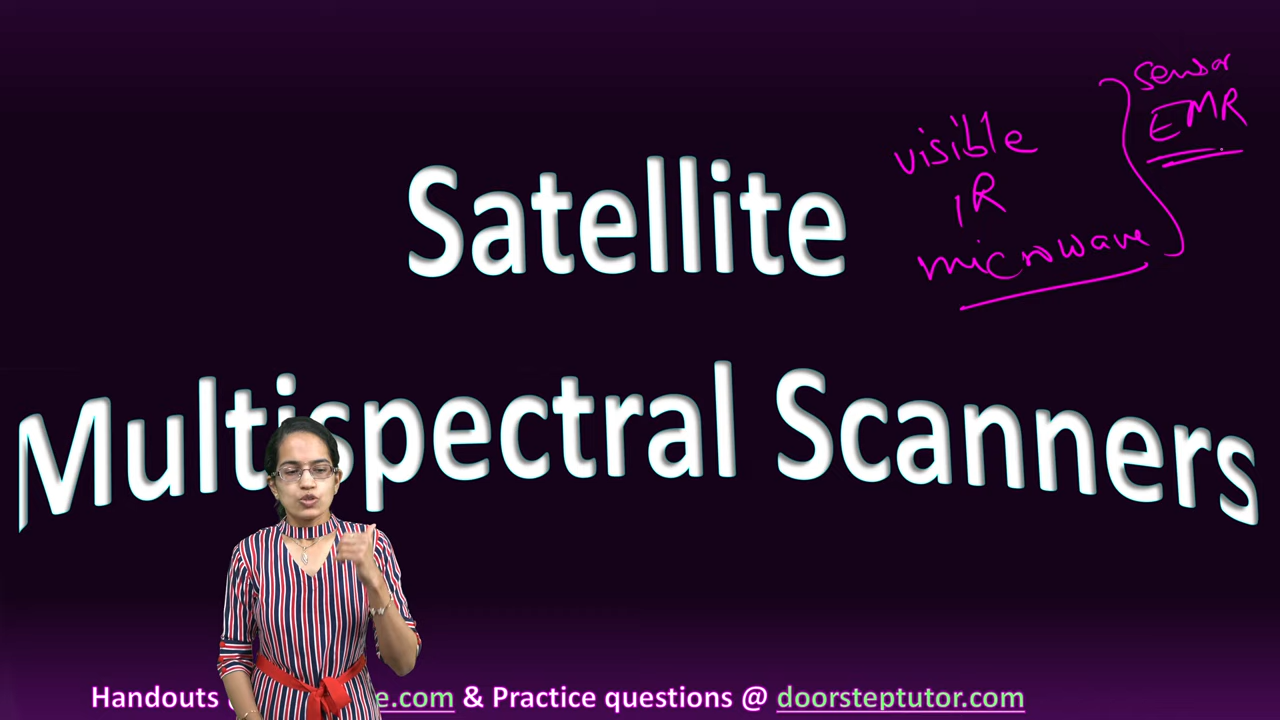 Satellite
Multispectral Scanners
visible
IR
microwave
sensor
EMR
Handouts e.com & Practice questions @ doorsteptutor.com